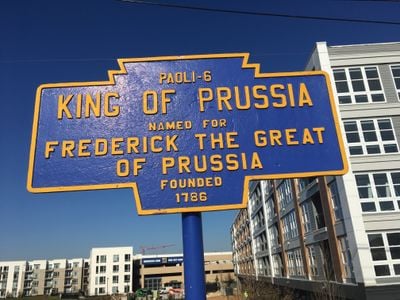 PAOLI-6
KING OF PRUSSIA
NAMED FOR
FREDERICK THE GREAT
OF PRUSSIA
FOUNDED
1786